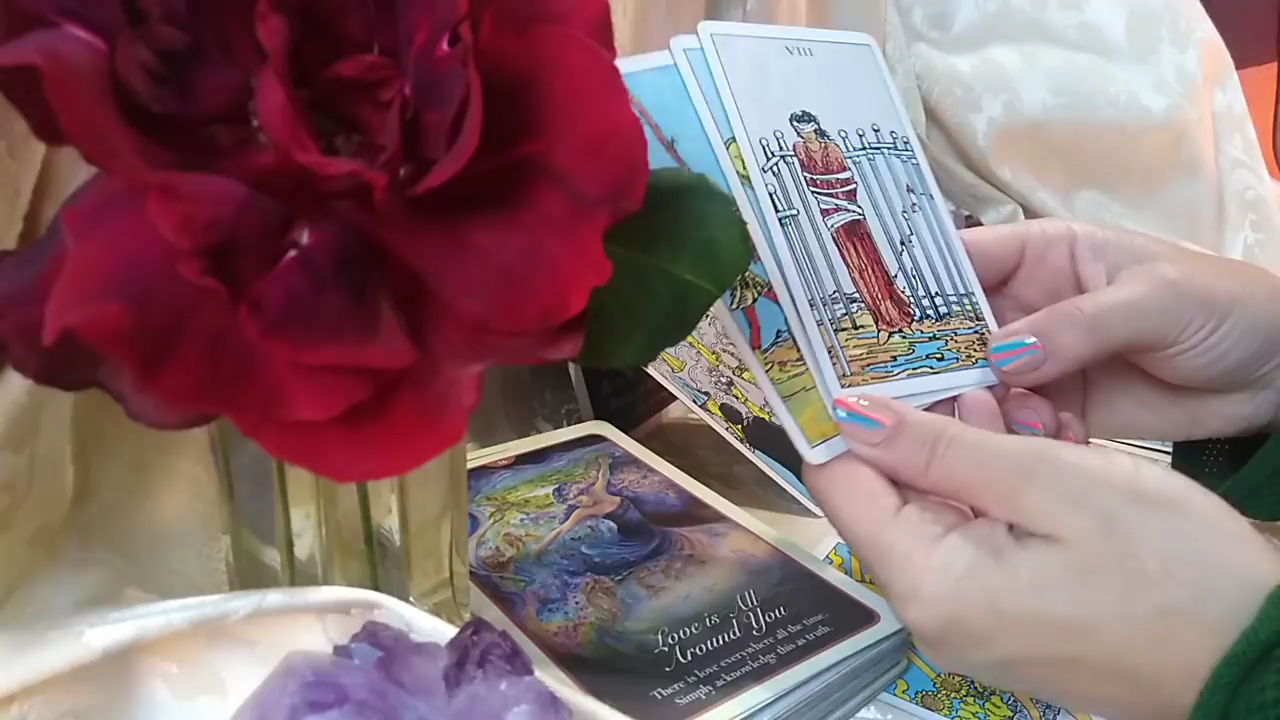 VIII
Love is All
Around You
There is love everywhere all the time.
Simply acknowledge this as truth.